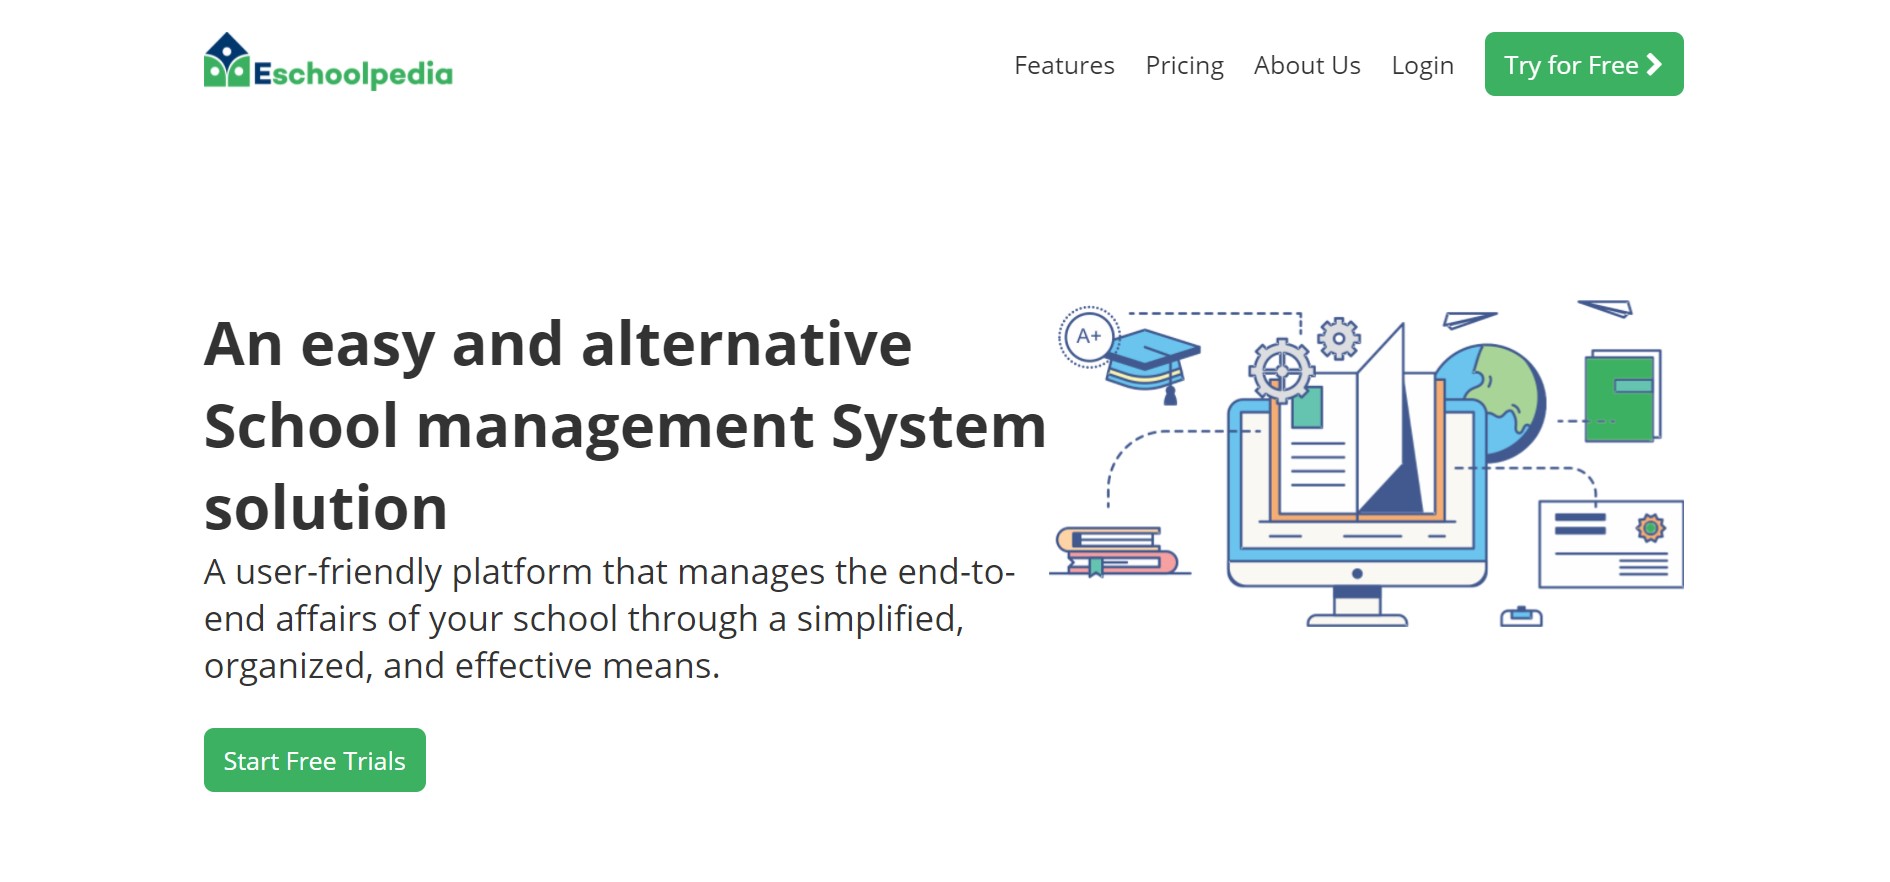 Eschoolpedia
Features Pricing About Us Login Try for Free
An easy and alternative
School management System
solution
A user-friendly platform that manages the end-to-
end affairs of your school through a simplified,
organized, and effective means.
Start Free Trials
A+